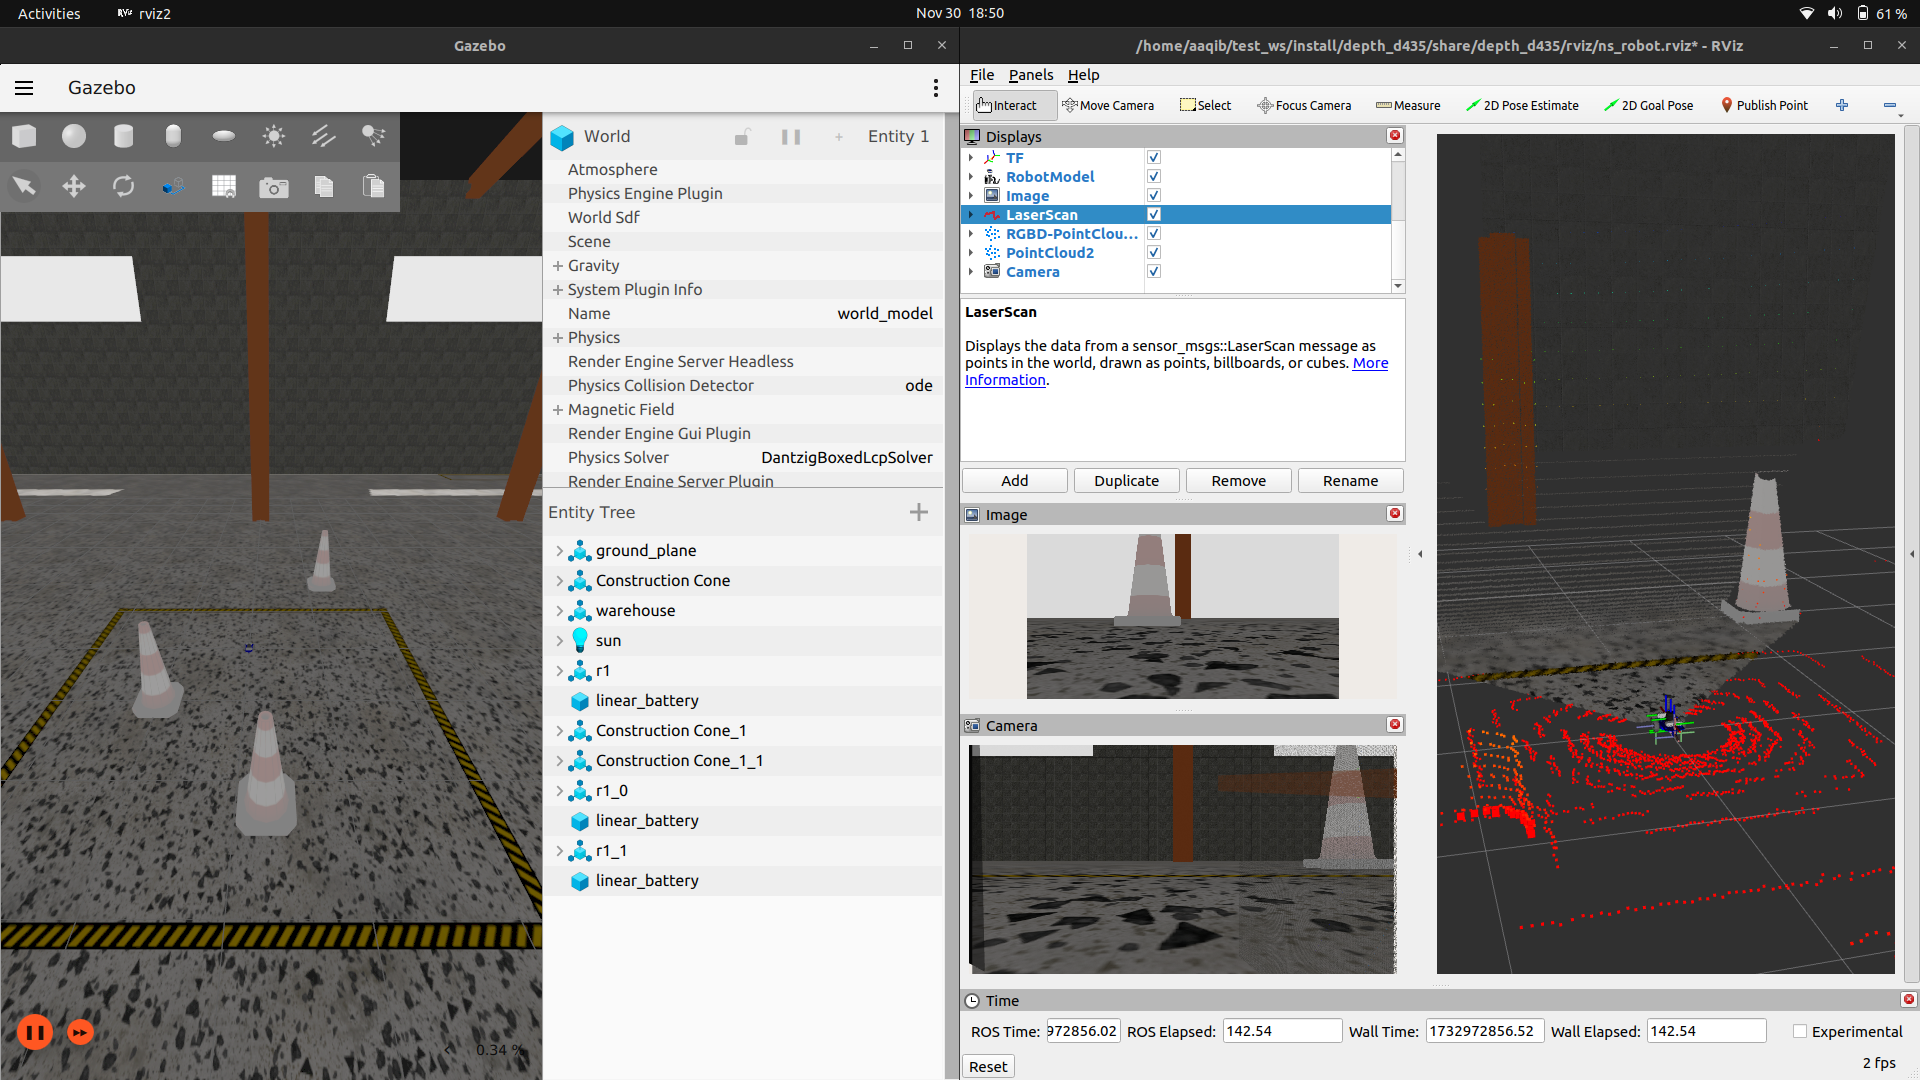 Activities
rviz2
Nov 30 18:50
61 %
Gazebo
/home/aaqib/test_ws/install/depth_d435/share/depth_d435/rviz/ns_robot.rviz* - RViz
Gazebo
World
Entity 1
Atmosphere
Physics Engine Plugin
World Sdf
Scene
Gravity
System Plugin Info
Name world_model
Physics
Render Engine Server Headless
Physics Collision Detector ode
Magnetic Field
Render Engine Gui Plugin
Physics Solver DantzigBoxedLcpSolver
Render Engine Server Plugin
Entity Tree
ground_plane
Construction Cone
warehouse
sun
r1
linear_battery
Construction Cone_1
Construction Cone_1_1
r1_0
linear_battery
r1_1
linear_battery
0.34 %
File Panels Help
Interact Move Camera Select Focus Camera Measure 2D Pose Estimate 2D Goal Pose Publish Point
Displays
TF
RobotModel
Image
LaserScan
RGBD-PointClou...
PointCloud2
Camera
LaserScan
Displays the data from a sensor_msgs::LaserScan message as
points in the world, drawn as points, billboards, or cubes. More
Information.
Add Duplicate Remove Rename
Image
Camera
Time
ROS Time: 972856.02 ROS Elapsed: 142.54 Wall Time: 1732972856.52 Wall Elapsed: 142.54 Experimental
Reset
2 fps